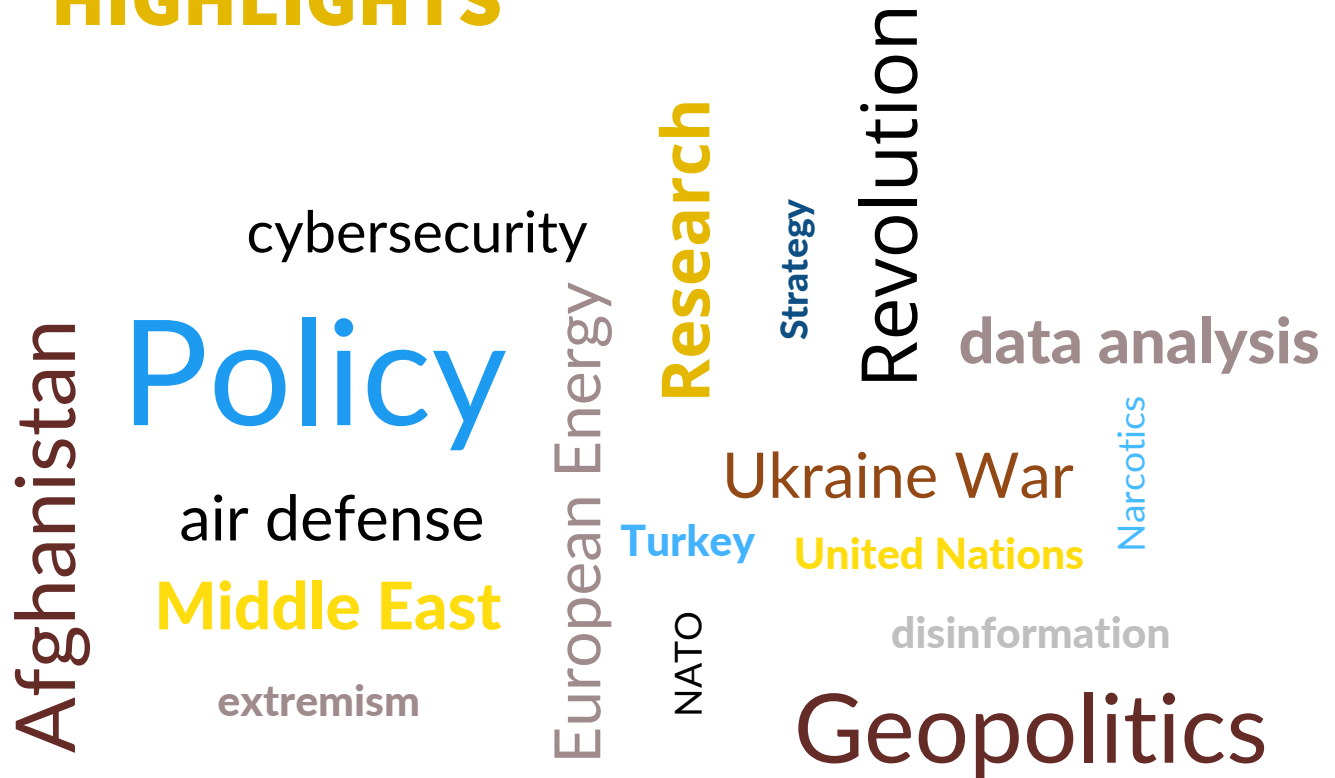 HIGHLIGHTS
Revolution
Research
Strategy
cybersecurity
European Energy
Policy
data analysis
Afghanistan
Narcotics
Ukraine War
air defense
Turkey
United Nations
Middle East
NATO
disinformation
extremism
Geopolitics